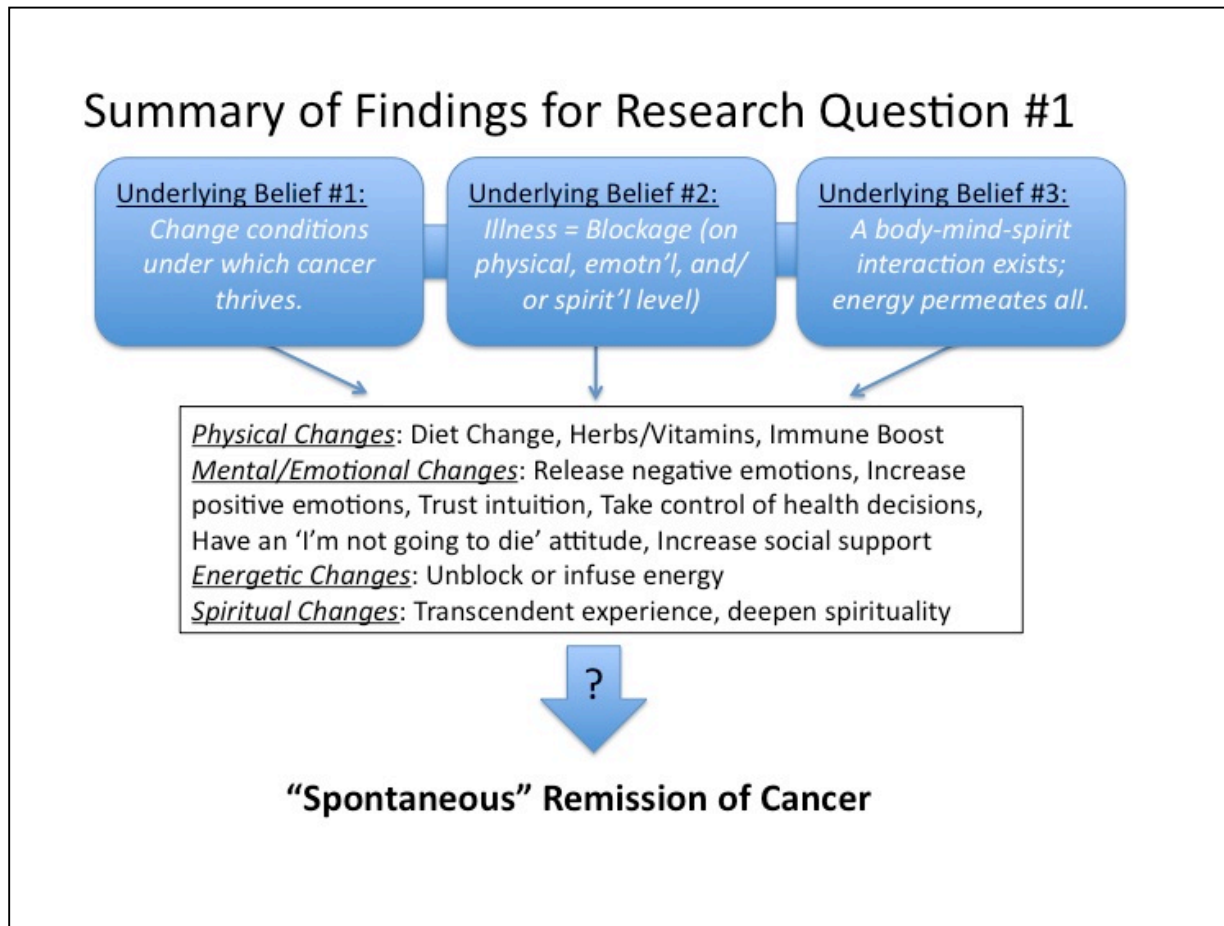 Summary of Findings for Research Question #1
Underlying Belief #1:
Change conditions
under which cancer
thrives.
Underlying Belief #2:
Illness = Blockage (on
physical, emotn’l, and/
or spirit’l level)
Underlying Belief #3:
A body-mind-spirit
interaction exists;
energy permeates all.
Physical Changes: Diet Change, Herbs/Vitamins, Immune Boost
Mental/Emotional Changes: Release negative emotions, Increase
positive emotions, Trust intuition, Take control of health decisions,
Have an ‘I’m not going to die’ attitude, Increase social support
Energetic Changes: Unblock or infuse energy
Spiritual Changes: Transcendent experience, deepen spirituality
?
“Spontaneous” Remission of Cancer